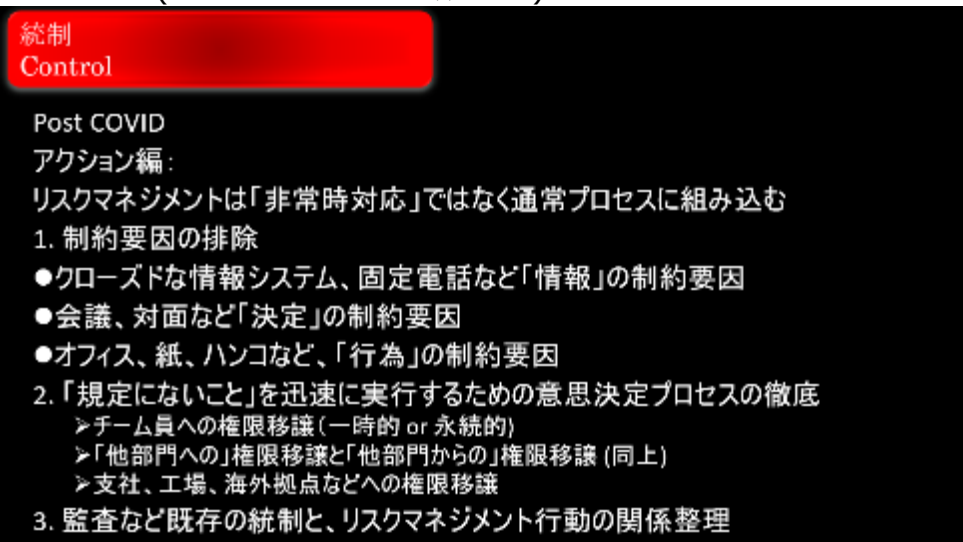 統制
Control
Post COVID
アクション編：
リスクマネジメントは「非常時対応」ではなく通常プロセスに組み込む
1. 制約要因の排除
●クローズドな情報システム、固定電話など「情報」の制約要因
●会議、対面など「決定」の制約要因
●オフィス、紙、ハンコなど、「行為」の制約要因
2.「規定にないこと」を迅速に実行するための意思決定プロセスの徹底
➢チーム員への権限移譲（一時的 or 永続的）
➢「他部門への」権限移譲と「他部門からの」権限移譲 (同上)
➢支社、工場、海外拠点などへの権限移譲
3. 監査など既存の統制と、リスクマネジメント行動の関係整理